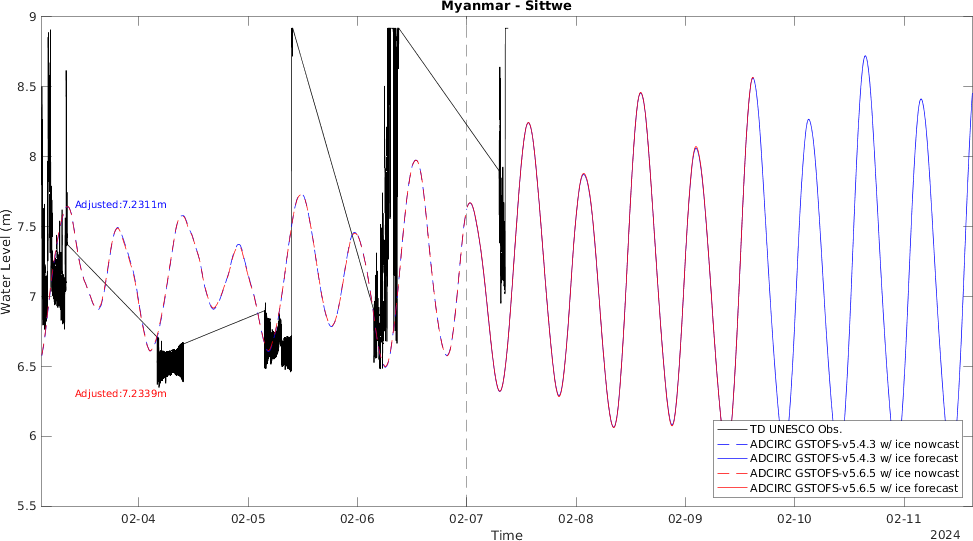 Myanmar - Sittwe
9
8.5
8
7.5
7
6.5
6
5.5
Water Level (m)
Adjusted:7.2311m
Adjusted:7.2339m
TD UNESCO Obs.
ADCIRC GSTOFS-v5.4.3 w/ ice nowcast
ADCIRC GSTOFS-v5.4.3 w/ ice forecast
ADCIRC GSTOFS-v5.6.5 w/ ice nowcast
ADCIRC GSTOFS-v5.6.5 w/ ice forecast
02-04 02-05 02-06 02-07 02-08 02-09 02-10 02-11
Time
2024